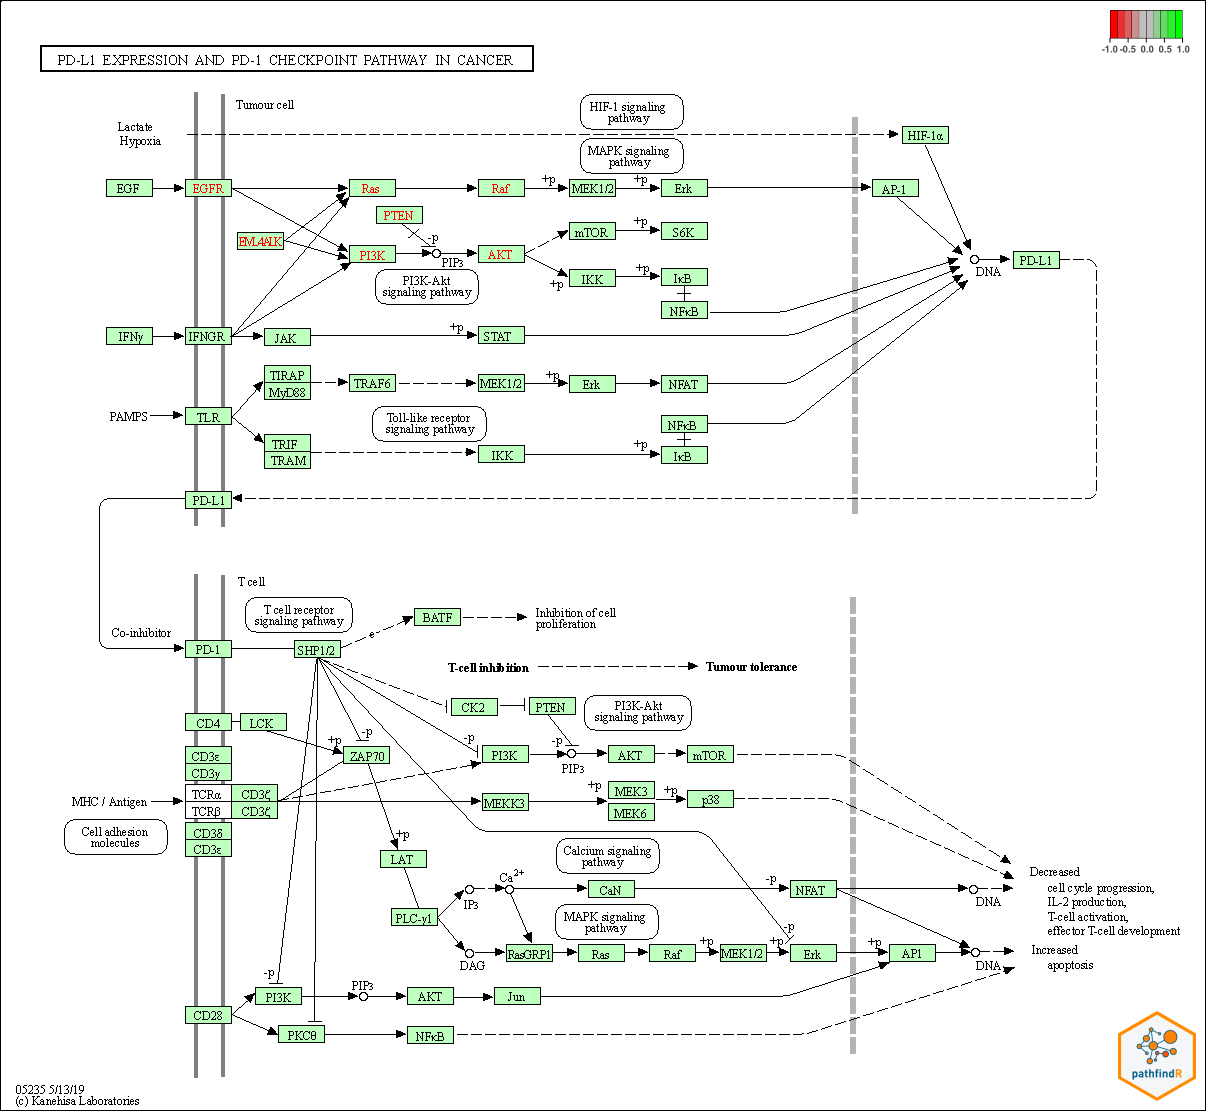 -1.0 -0.5 0.0 0.5 1.0
PD-L1 EXPRESSION AND PD-1 CHECKPOINT PATHWAY IN CANCER
Tumour cell
Lactate
Hypoxia
HIF-1 signaling
pathway
HIF-1α
MAPK signaling
pathway
EGF
EGFR
Ras
Raf
+p
MEK1/2
+p
Erk
AP-1
PTEN
EML4ALK
-p
mTOR
+p
S6K
PI3K
PIP3
AKT
PI3K-Akt
signaling pathway
+p
IKK
+p
IκB
NFκB
DNA
PD-L1
IFNγ
IFNGR
JAK
+p
STAT
TIRAP
MyD88
TRAF6
MEK1/2
+p
Erk
NFAT
PAMPS
TLR
Toll-like receptor
signaling pathway
NFκB
TRIF
TRAM
IKK
+p
IκB
PD-L1
T cell
T cell receptor
signaling pathway
BATF
Inhibition of cell
proliferation
e
Co-inhibitor
PD-1
SHP1/2
T-cell inhibition
Tumour tolerance
CK2
PTEN
PI3K-Akt
signaling pathway
CD4
LCK
+p
-p
ZAP70
-p
PI3K
-p
PIP3
AKT
mTOR
CD3ε
CD3γ
MHC / Antigen
TCRα
CD3ζ
TCRβ
CD3ζ
MEKK3
+p
MEK3
MEK6
+p
p38
Cell adhesion
molecules
CD3δ
CD3ε
+p
LAT
Calcium signaling
pathway
Decreased
cell cycle progression,
IL-2 production,
T-cell activation,
effector T-cell development
PLC-γ1
IP3
Ca2+
CaN
-p
NFAT
DNA
MAPK signaling
pathway
DAG
RasGRP1
Ras
Raf
+p
MEK1/2
+p
-p
Erk
+p
AP1
DNA
Increased
apoptosis
-p
PI3K
PIP3
AKT
Jun
CD28
PKCθ
NFκB
pathfindR
05235 5/13/19
(c) Kanehisa Laboratories